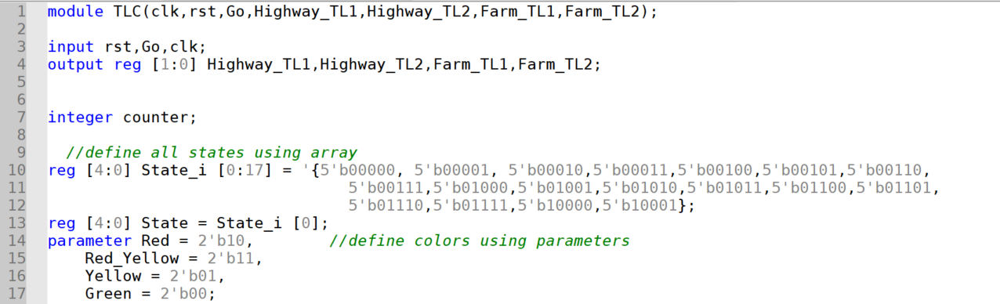 1 module TLC(clk,rst,Go,Highway_TL1,Highway_TL2,Farm_TL1,Farm_TL2);
2
3 input rst,Go,clk;
4 output reg [1:0] Highway_TL1,Highway_TL2,Farm_TL1,Farm_TL2;
5
6
7 integer counter;
8
9   //define all states using array
10 reg [4:0] State_i [0:17] = '{5'b00000, 5'b00001, 5'b00010,5'b00011,5'b00100,5'b00101,5'b00110,
11                                 5'b00111,5'b01000,5'b01001,5'b01010,5'b01011,5'b01100,5'b01101,
12                                 5'b01110,5'b01111,5'b10000,5'b10001};
13 reg [4:0] State = State_i [0];
14 parameter Red = 2'b10,        //define colors using parameters
15     Red_Yellow = 2'b11,
16     Yellow = 2'b01,
17     Green = 2'b00;